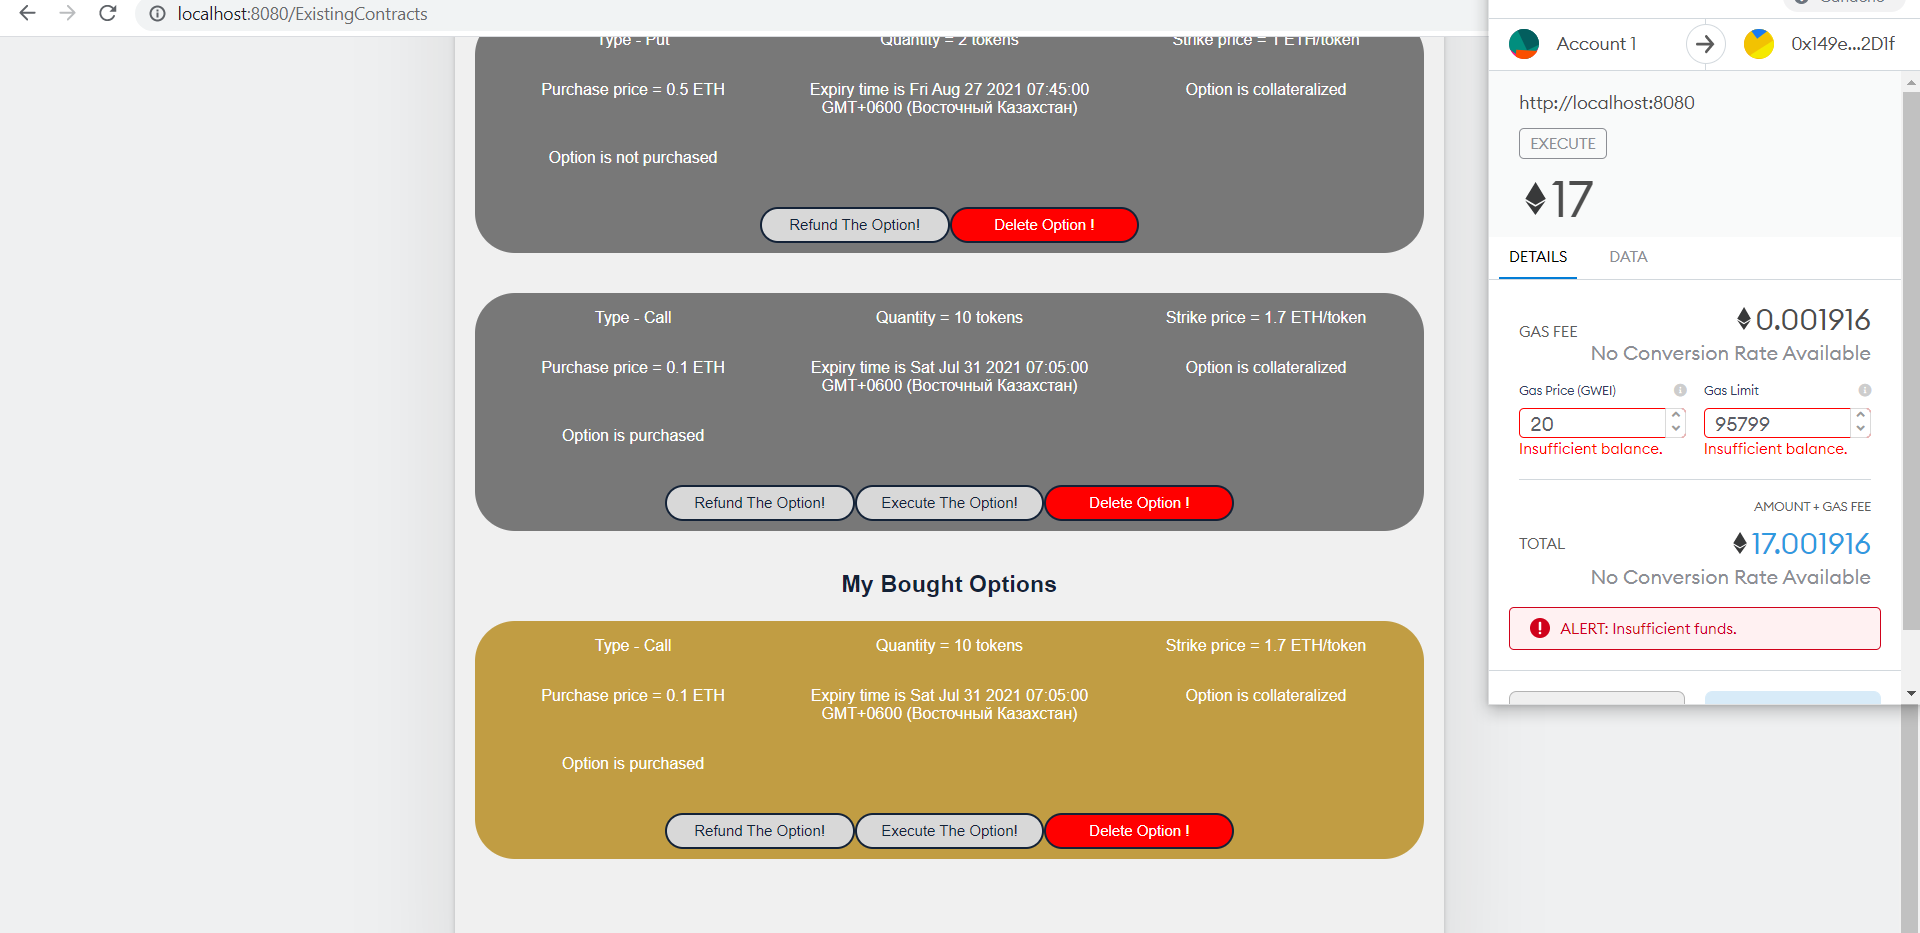 localhost:8080/ExistingContracts
Type - Put
Quantity = 2 tokens
Strike price = 1 ETH/token
Purchase price = 0.5 ETH
Expiry time is Fri Aug 27 2021 07:45:00
GMT+0600 (Восточный Казахстан)
Option is collateralized
Option is not purchased
Refund The Option!
Delete Option !
Type - Call
Quantity = 10 tokens
Strike price = 1.7 ETH/token
Purchase price = 0.1 ETH
Expiry time is Sat Jul 31 2021 07:05:00
GMT+0600 (Восточный Казахстан)
Option is collateralized
Option is purchased
Refund The Option!
Execute The Option!
Delete Option !
My Bought Options
Type - Call
Quantity = 10 tokens
Strike price = 1.7 ETH/token
Purchase price = 0.1 ETH
Expiry time is Sat Jul 31 2021 07:05:00
GMT+0600 (Восточный Казахстан)
Option is collateralized
Option is purchased
Refund The Option!
Execute The Option!
Delete Option !
Account 1
0x149e...2D1f
http://localhost:8080
EXECUTE
17
DETAILS
DATA
GAS FEE
0.001916
No Conversion Rate Available
Gas Price (GWEI)
Gas Limit
20
95799
Insufficient balance.
Insufficient balance.
AMOUNT + GAS FEE
TOTAL
17.001916
No Conversion Rate Available
ALERT: Insufficient funds.